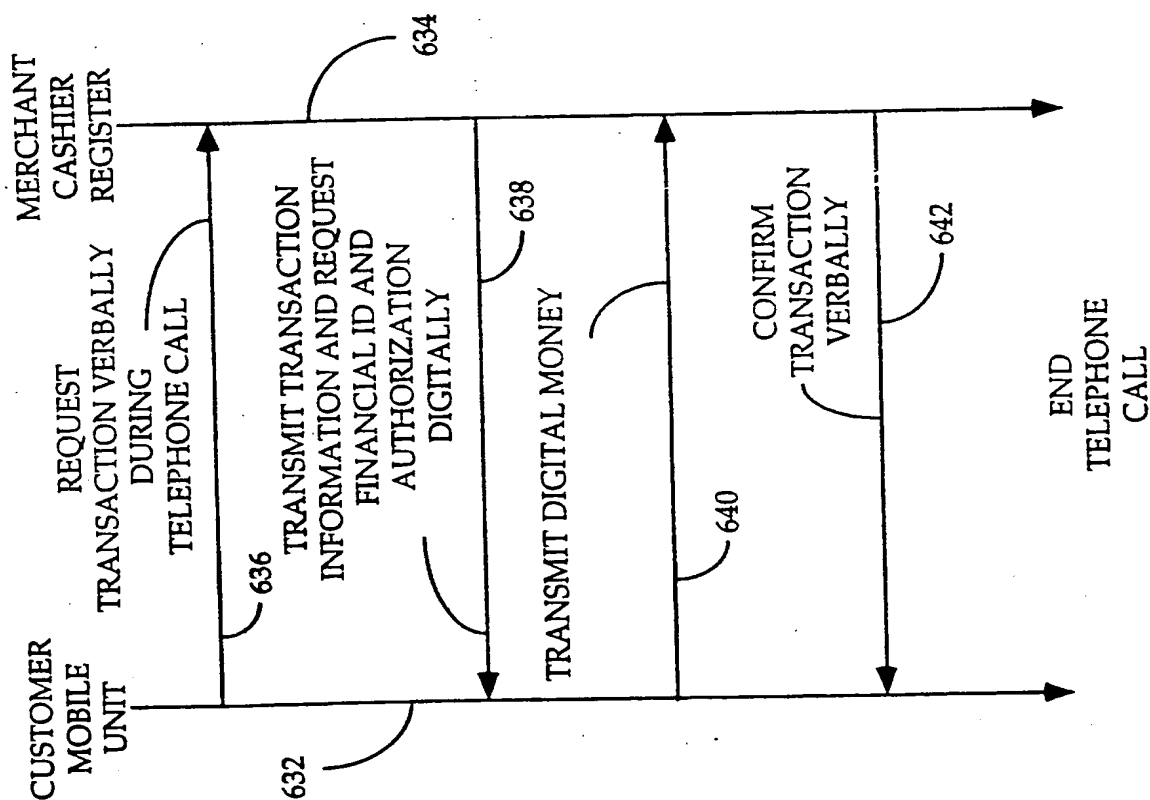 CUSTOMER
MOBILE
UNIT
MERCHANT
CASHIER
REGISTER
632
634
REQUEST
TRANSACTION VERBALLY
DURING
TELEPHONE CALL
636
TRANSMIT TRANSACTION
INFORMATION AND REQUEST
FINANCIAL ID AND
AUTHORIZATION
DIGITALLY
638
TRANSMIT DIGITAL MONEY
640
CONFIRM
TRANSACTION
VERBALLY
642
END
TELEPHONE
CALL